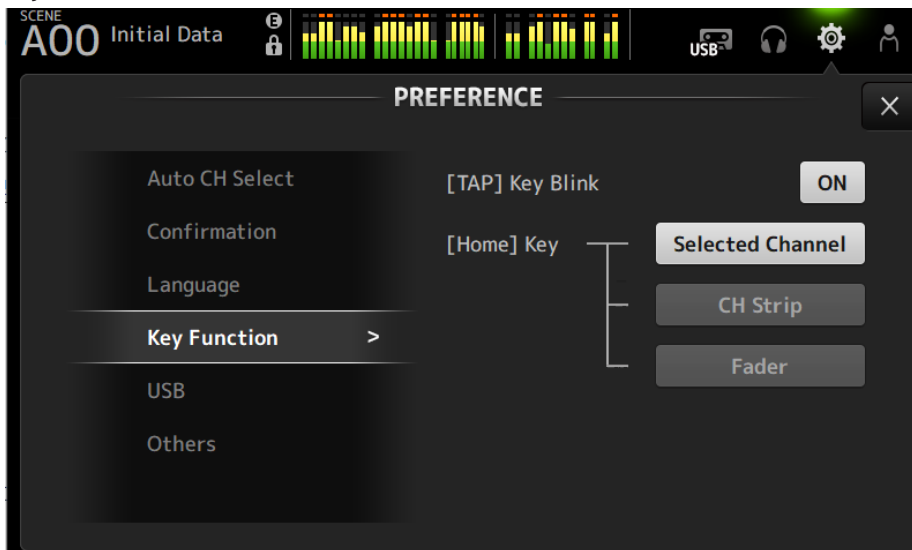 SCENE
A00 Initial Data
E
USB
PREFERENCE
Auto CH Select
Confirmation
Language
Key Function >
USB
Others
[TAP] Key Blink ON
[Home] Key Selected Channel
CH Strip
Fader